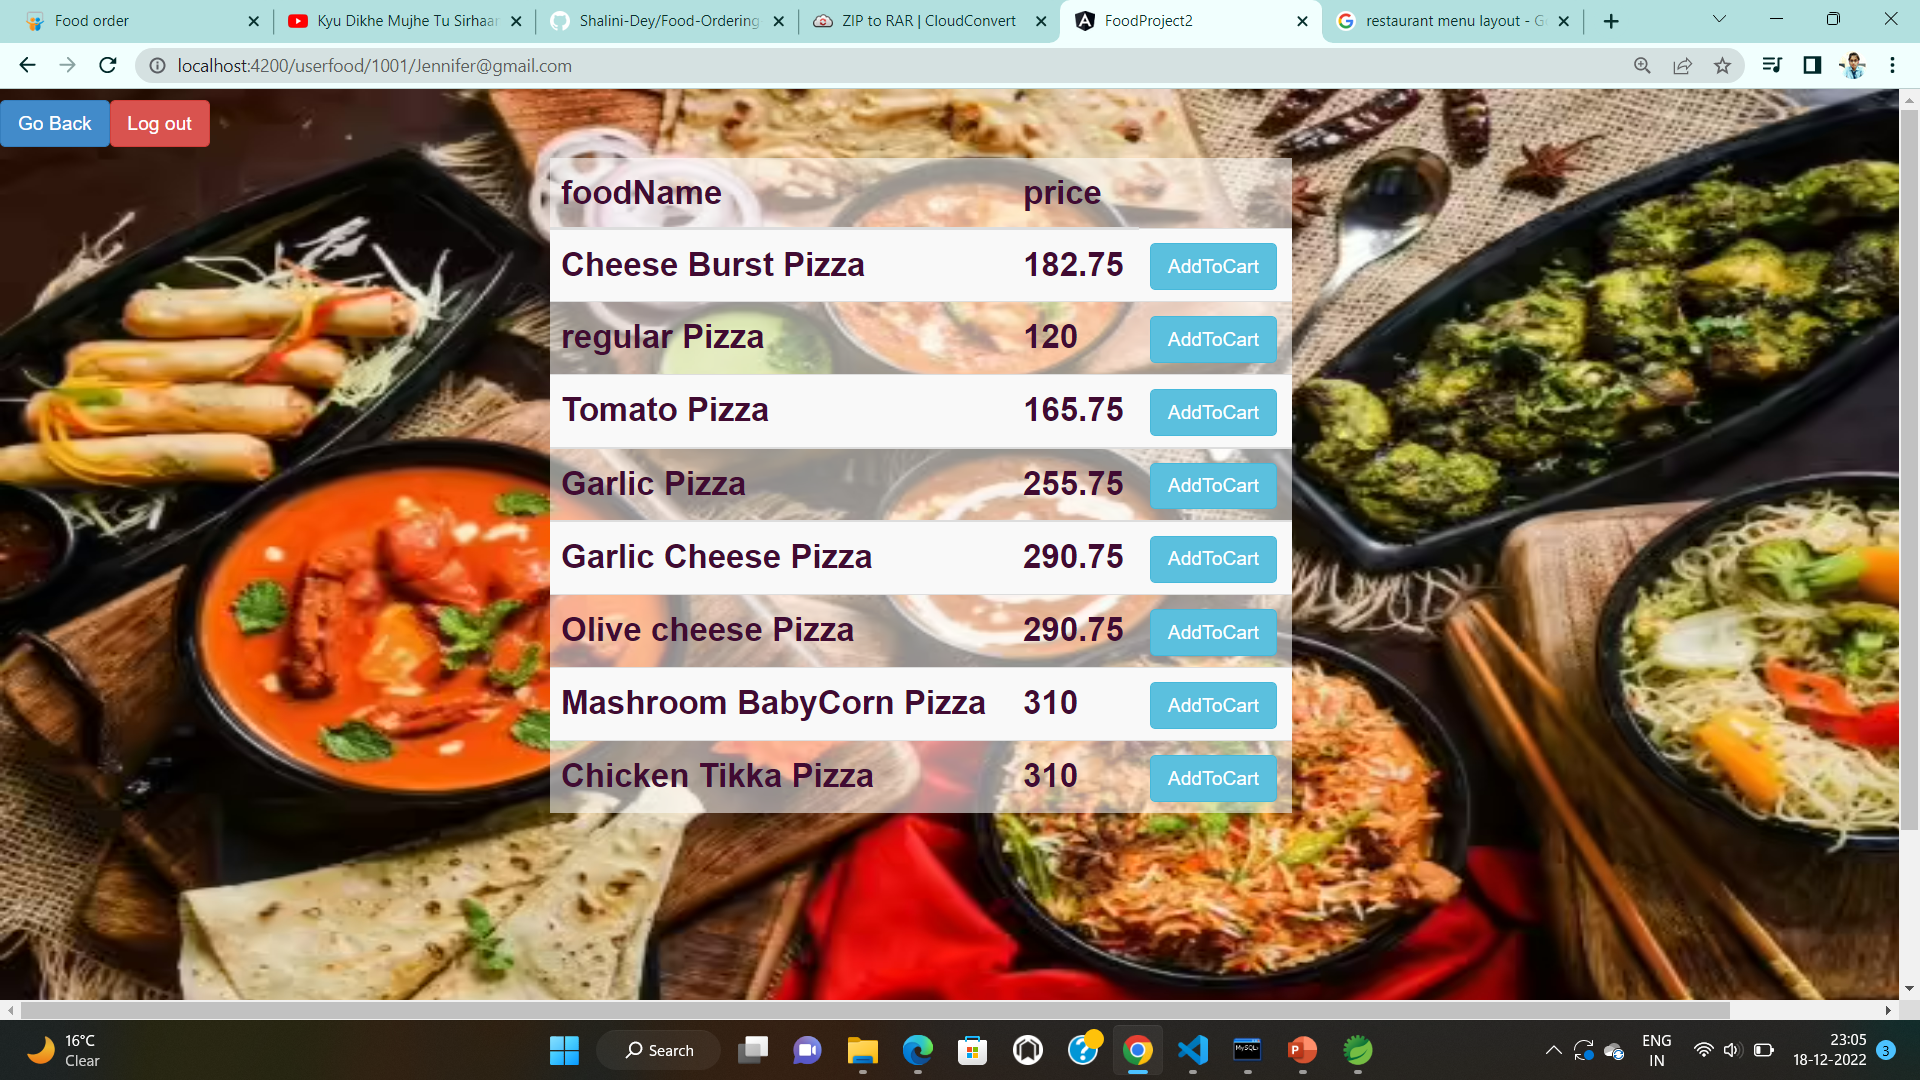 Food order
Kyu Dikhe Mujhe Tu Sirhaan
Shalini-Dey/Food-Ordering
ZIP to RAR | CloudConvert
FoodProject2
restaurant menu layout - G
localhost:4200/userfood/1001/Jennifer@gmail.com
Go Back
Log out
foodName price
Cheese Burst Pizza 182.75 AddToCart
regular Pizza 120 AddToCart
Tomato Pizza 165.75 AddToCart
Garlic Pizza 255.75 AddToCart
Garlic Cheese Pizza 290.75 AddToCart
Olive cheese Pizza 290.75 AddToCart
Mashroom BabyCorn Pizza 310 AddToCart
Chicken Tikka Pizza 310 AddToCart
16°C
Clear
Search
MySQL
ENG
IN
23:05
18-12-2022
3